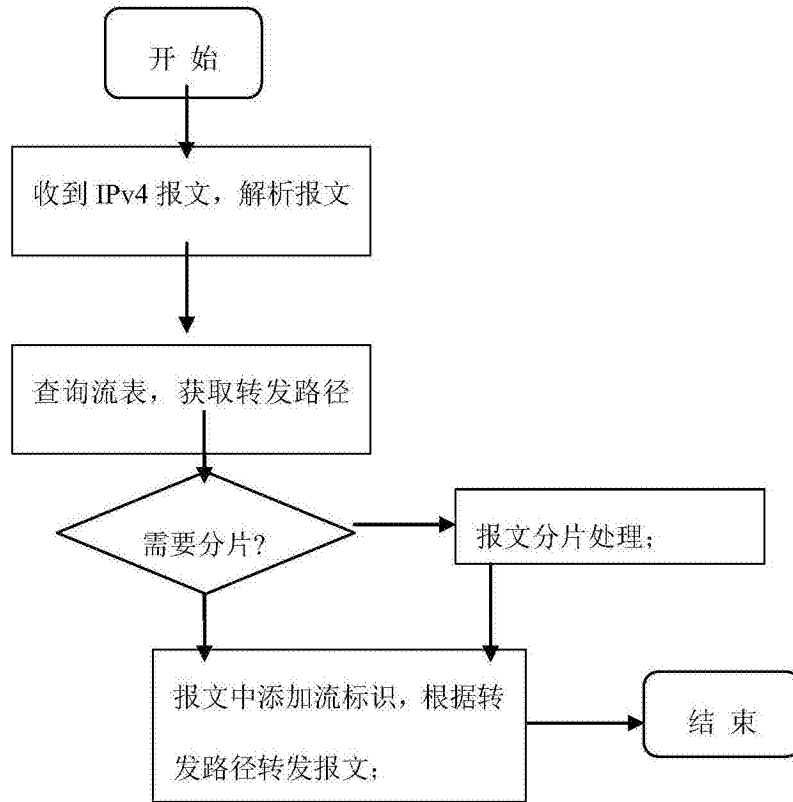 开 始
收到 IPv4 报文，解析报文
查询流表，获取转发路径
需要分片?
报文分片处理；
报文中添加流标识，根据转
发路径转发报文；
结 束